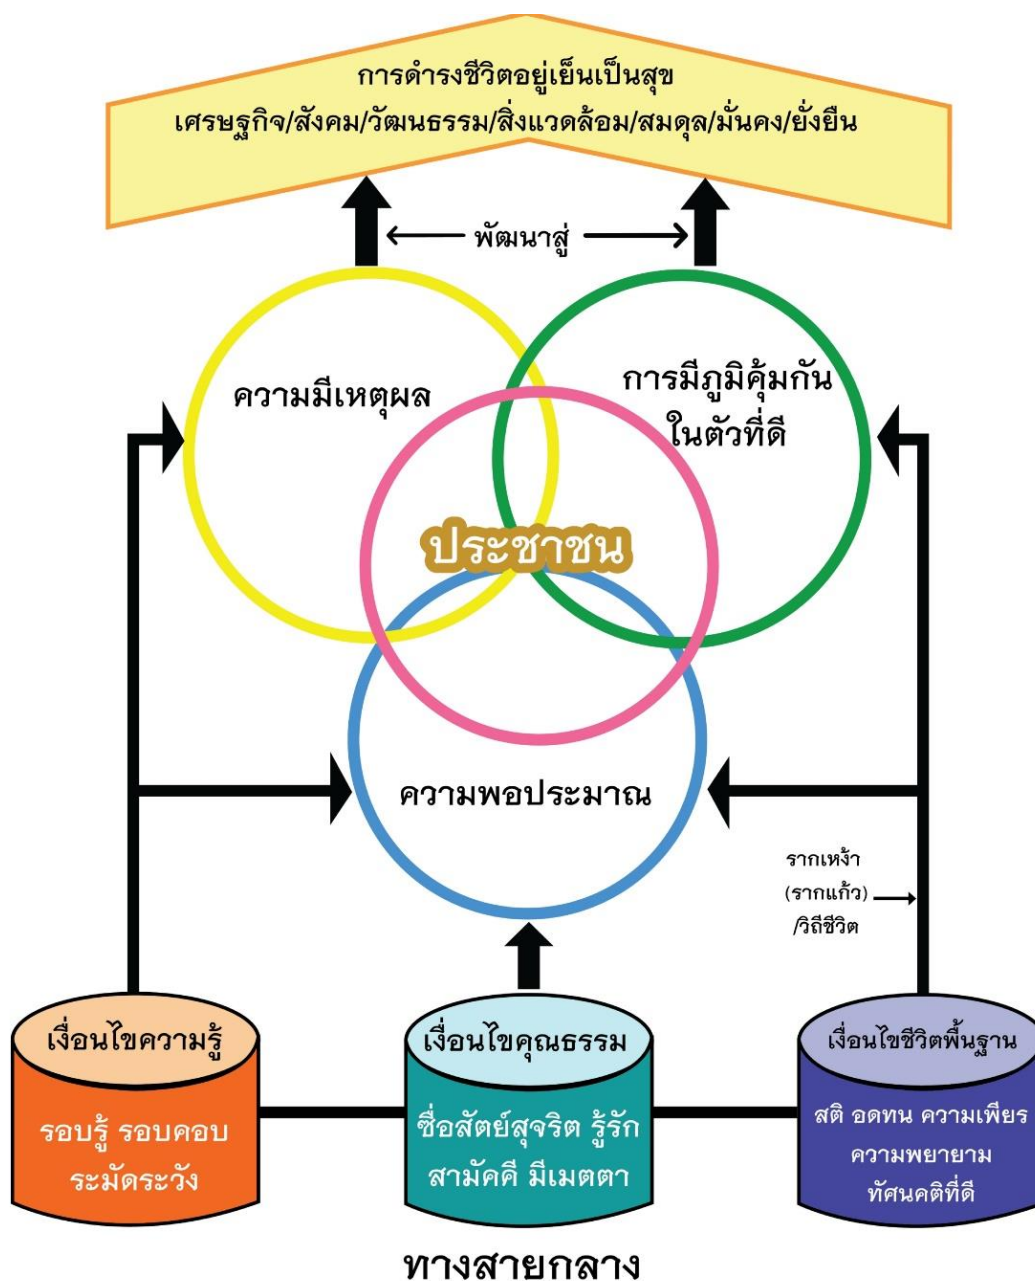 การดำรงชีวิตอยู่เย็นเป็นสุข
เศรษฐกิจ/สังคม/วัฒนธรรม/สิ่งแวดล้อม/สมดุล/มั่นคง/ยั่งยืน
พัฒนาสู่
ความมีเหตุผล
การมีภูมิคุ้มกัน
ในตัวที่ดี
ประชาชน
ความพอประมาณ
รากเหง้า
(รากแก้ว)
/วิถีชีวิต
เงื่อนไขความรู้
รอบรู้ รอบคอบ
ระมัดระวัง
เงื่อนไขคุณธรรม
ซื่อสัตย์สุจริต รู้รัก
สามัคคี มีเมตตา
เงื่อนไขชีวิตพื้นฐาน
สติ อดทน ความเพียร
ความพยายาม
ทัศนคติที่ดี
ทางสายกลาง